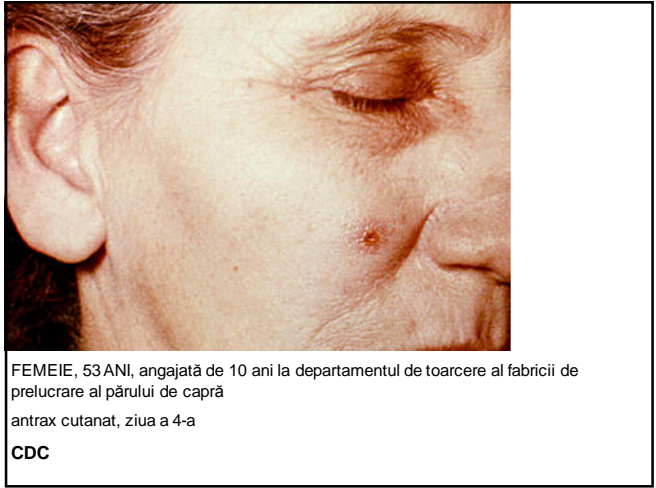 FEMEIE, 53 ANI, angajată de 10 ani la departamentul de toarcere al fabricii de
prelucrare al părului de capră
antrax cutanat, ziua a 4-a
CDC